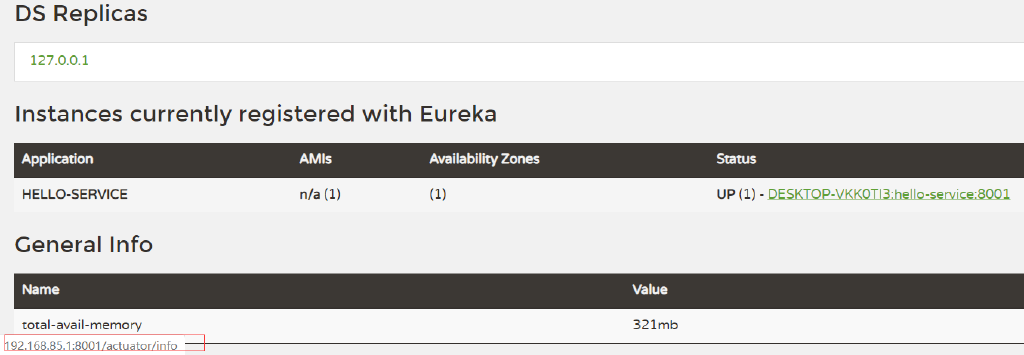 DS Replicas
127.0.0.1
Instances currently registered with Eureka
Application AMIs Availability Zones Status
HELLO-SERVICE n/a (1) (1) UP (1) - DESKTOP-VKK0TI3:hello-service:8001
General Info
Name Value
total-avail-memory 321mb
192.168.85.1:8001/actuator/info